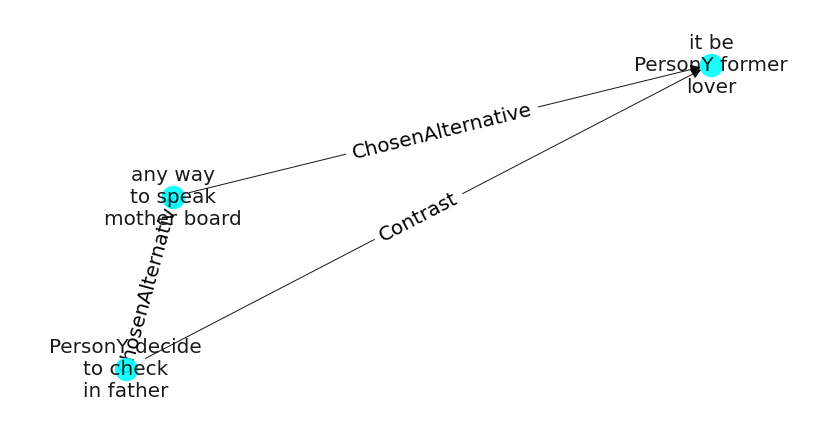 it be
PersonY former
lover
ChosenAlternative
any way
to speak
mother board
Contrast
hosenAlternativ
PersonY decide
to check
in father